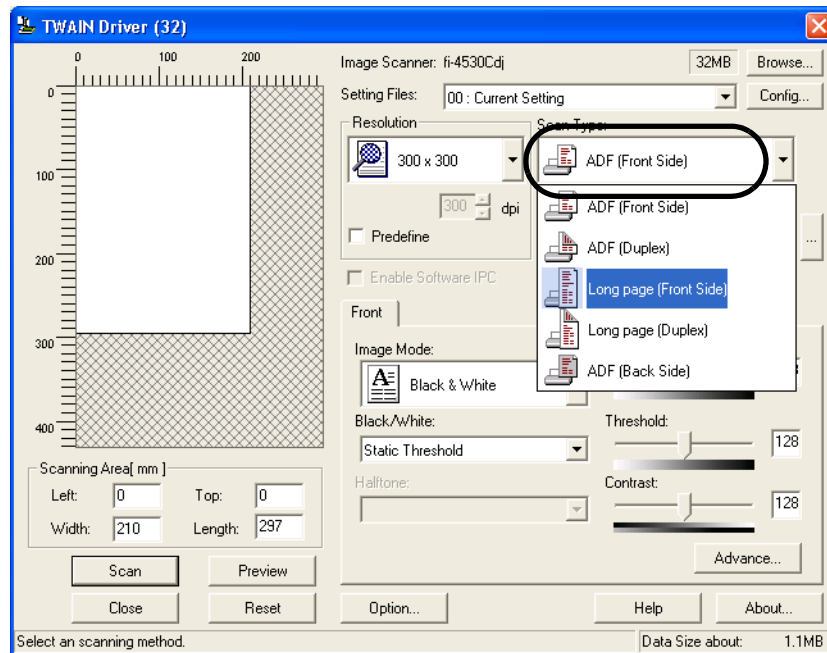 TWAIN Driver (32)
0 100 200
0
100
200
300
400
Image Scanner: fi-4530Cdj 32MB Browse...
Setting Files: 00 : Current Setting Config...
Resolution
300 x 300
300 dpi
Predefine
Enable Software IPC
Scan Type:
ADF (Front Side)
ADF (Front Side)
ADF (Duplex)
Long page (Front Side)
Long page (Duplex)
ADF (Back Side)
...
Front
Image Mode:
Black & White
Black/White:
Static Threshold
Halftone:
Threshold:
128
Contrast:
128
Advance...
Scanning Area[ mm ]
Left: 0 Top: 0
Width: 210 Length: 297
Scan Preview
Close Reset Option... Help About...
Select an scanning method. Data Size about: 1.1MB